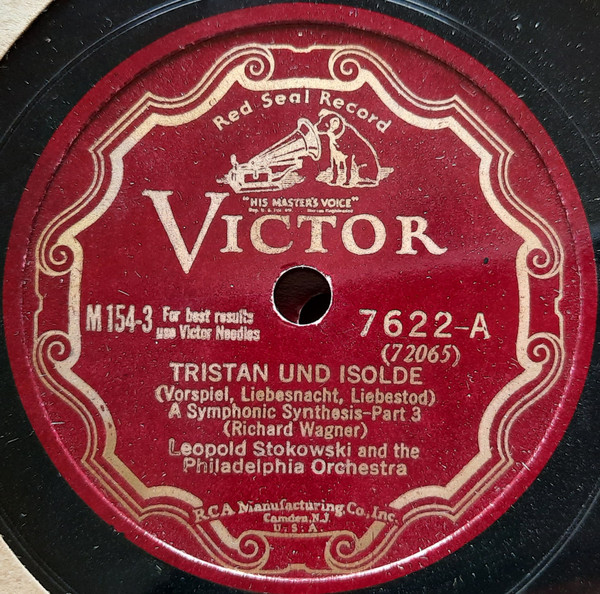 Red Seal Record
"HIS MASTER'S VOICE"
VICTOR
M 154-3 For best results
use Victor Needles
7622-A
(72065)
TRISTAN UND ISOLDE
(Vorspiel, Liebesnacht, Liebestod)
A Symphonic Synthesis-Part 3
(Richard Wagner)
Leopold Stokowski and the
Philadelphia Orchestra
RCA Manufacturing Co., Inc.
Camden, N.J.
U.S.A.